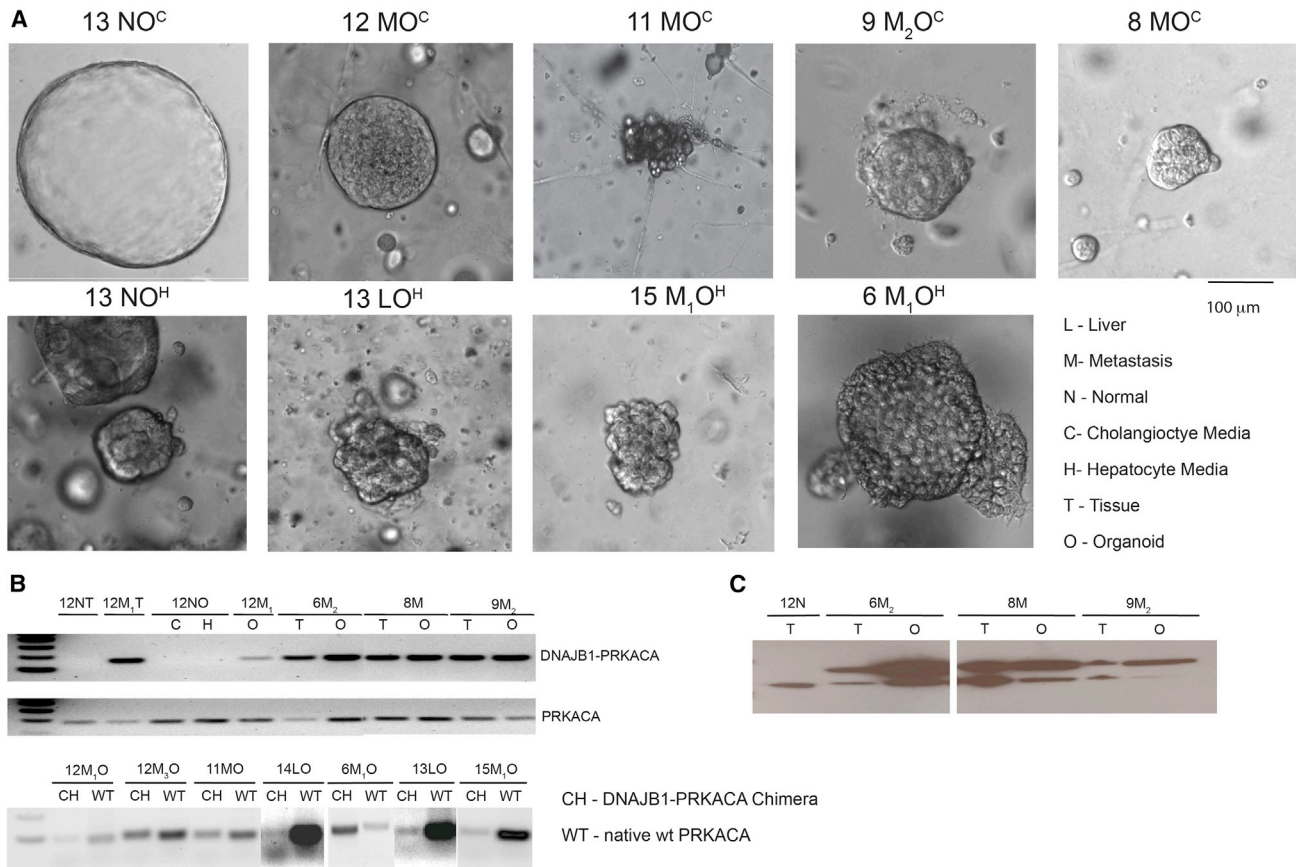 A
13 NO^C 12 MO^C 11 MO^C 9 M₂O^C 8 MO^C
13 NO^H 13 LO^H 15 M₁O^H 6 M₁O^H
100 μm
L - Liver
M- Metastasis
N - Normal
C- Cholangioctye Media
H- Hepatocyte Media
T - Tissue
O - Organoid
B
12NT 12M₁T 12NO 12M₁ 6M₂ 8M 9M₂
C H O T O T O T O
DNAJB1-PRKACA
PRKACA
12M₁O 12M₃O 11MO 14LO 6M₁O 13LO 15M₁O
CH WT CH WT CH WT CH WT CH WT CH WT CH WT
CH - DNAJB1-PRKACA Chimera
WT - native wt PRKACA
C
12N 6M₂ 8M 9M₂
T T O T O T O